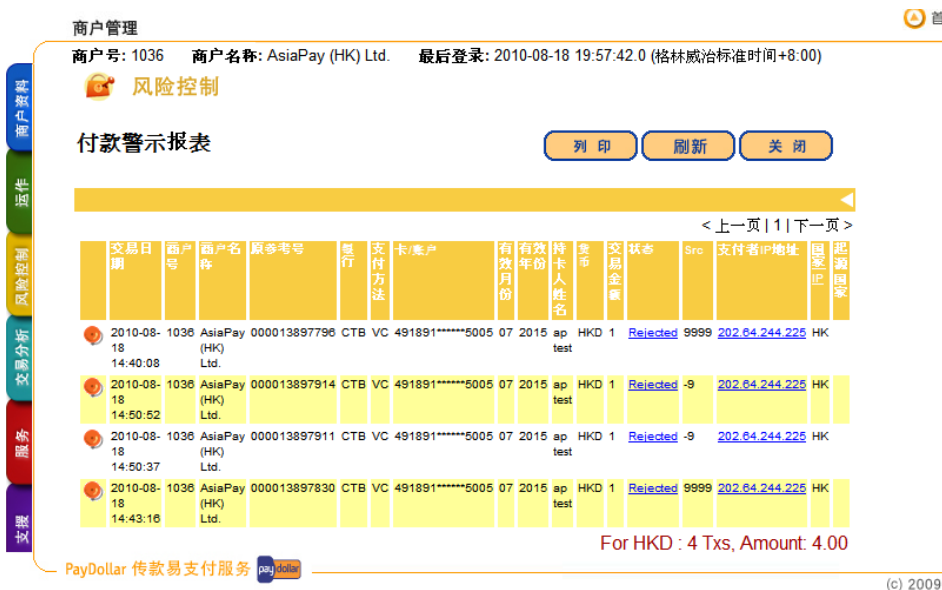 商户管理
首
商户号: 1036 商户名称: AsiaPay (HK) Ltd. 最后登录: 2010-08-18 19:57:42.0 (格林威治标准时间+8:00)
风险控制
商户资料
运作
风险控制
交易分析
服务
支援
付款警示报表
列 印 刷新 关 闭
< 上一页 | 1 | 下一页 >
交易日期 商户号 商户名称 原参考号 银行 支付方法 卡/账户 有效月份 有效年份 持卡人姓名 货币 交易金额 状态 Src 支付者IP地址 国家IP 起源国家
2010-08-18 14:40:08 1036 AsiaPay (HK) Ltd. 000013897796 CTB VC 491891******5005 07 2015 ap test HKD 1 Rejected 9999 202.64.244.225 HK
2010-08-18 14:50:52 1036 AsiaPay (HK) Ltd. 000013897914 CTB VC 491891******5005 07 2015 ap test HKD 1 Rejected -9 202.64.244.225 HK
2010-08-18 14:50:37 1036 AsiaPay (HK) Ltd. 000013897911 CTB VC 491891******5005 07 2015 ap test HKD 1 Rejected -9 202.64.244.225 HK
2010-08-18 14:43:16 1036 AsiaPay (HK) Ltd. 000013897830 CTB VC 491891******5005 07 2015 ap test HKD 1 Rejected 9999 202.64.244.225 HK
For HKD : 4 Txs, Amount: 4.00
PayDollar 传款易支付服务 paydollar
(c) 2009